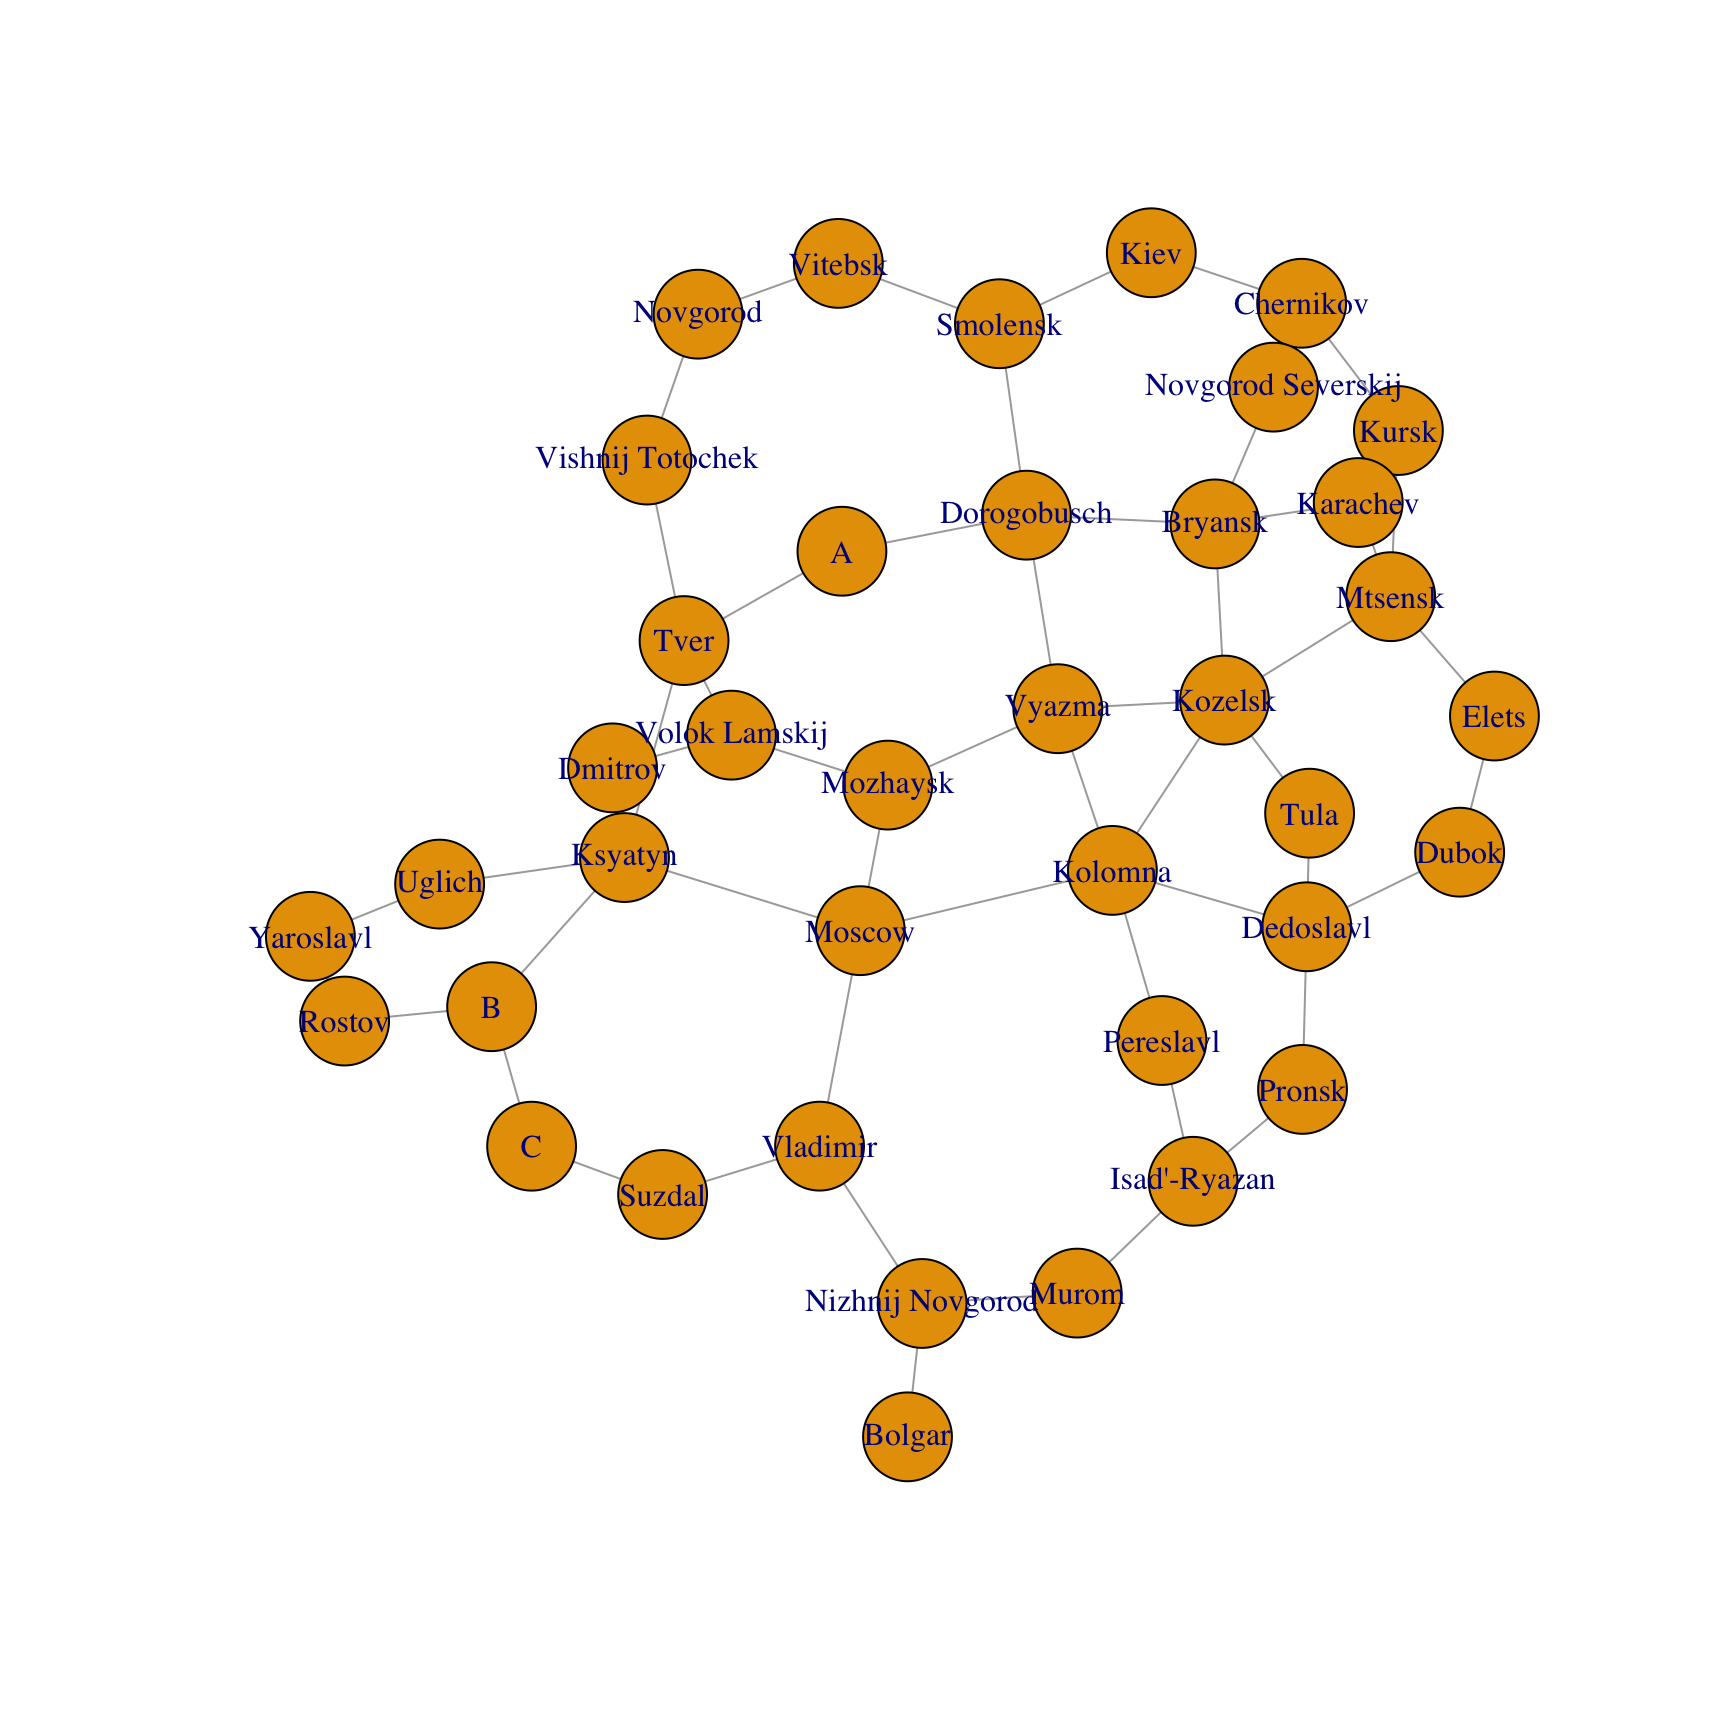 Kiev
Vitebsk
Chernikov
Novgorod
Smolensk
Novgorod Severskij
Kursk
Vishnij Totochek
Karachev
Dorogobusch
Bryansk
A
Mtsensk
Tver
Kozelsk
Vyazma
Elets
Volok Lamskij
Dmitrov
Mozhaysk
Tula
Dubok
Ksyatyn
Kolomna
Uglich
Dedoslavl
Moscow
Yaroslavl
B
Rostov
Pereslavl
Pronsk
C
Vladimir
Isad'-Ryazan
Suzdal
Murom
Nizhnij Novgorod
Bolgar